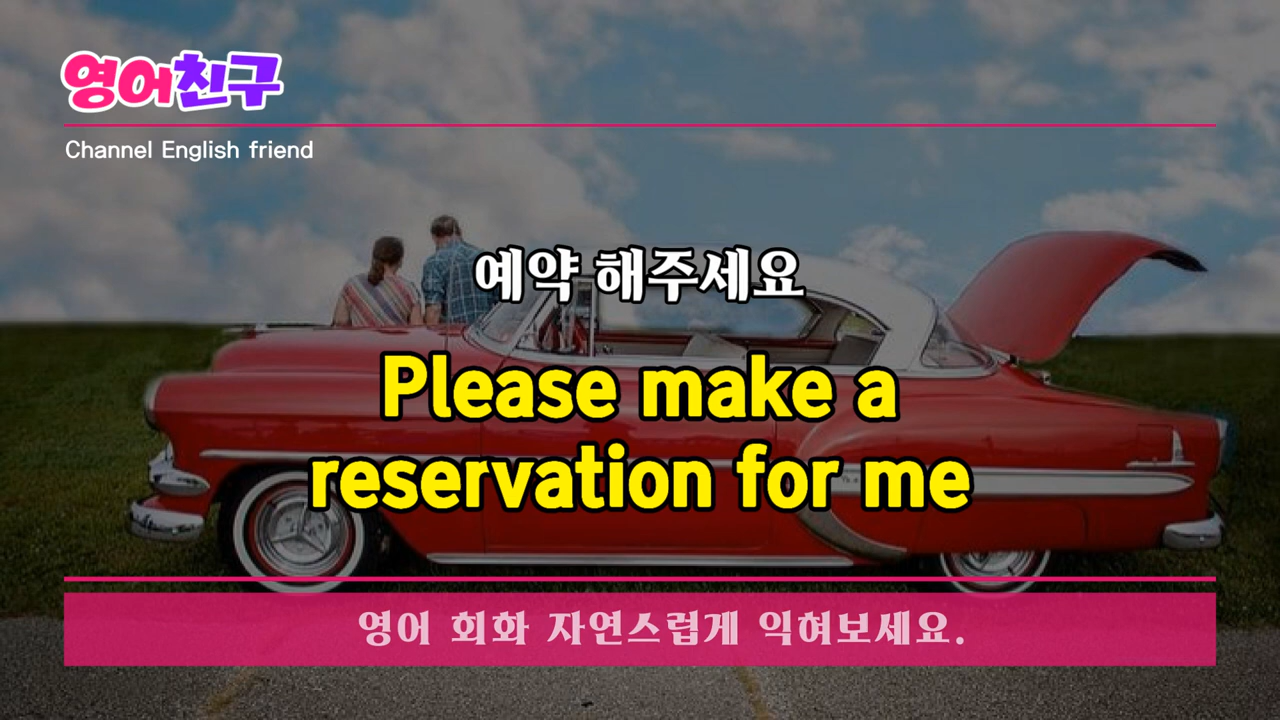 영어친구
Channel English friend
예약 해주세요
Please make a
reservation for me
영어 회화 자연스럽게 익혀보세요.